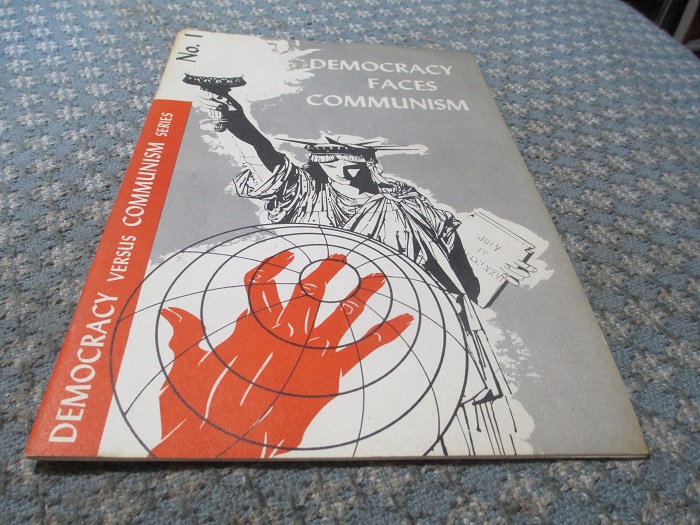 No. 1
DEMOCRACY
FACES
COMMUNISM
DEMOCRACY VERSUS COMMUNISM SERIES